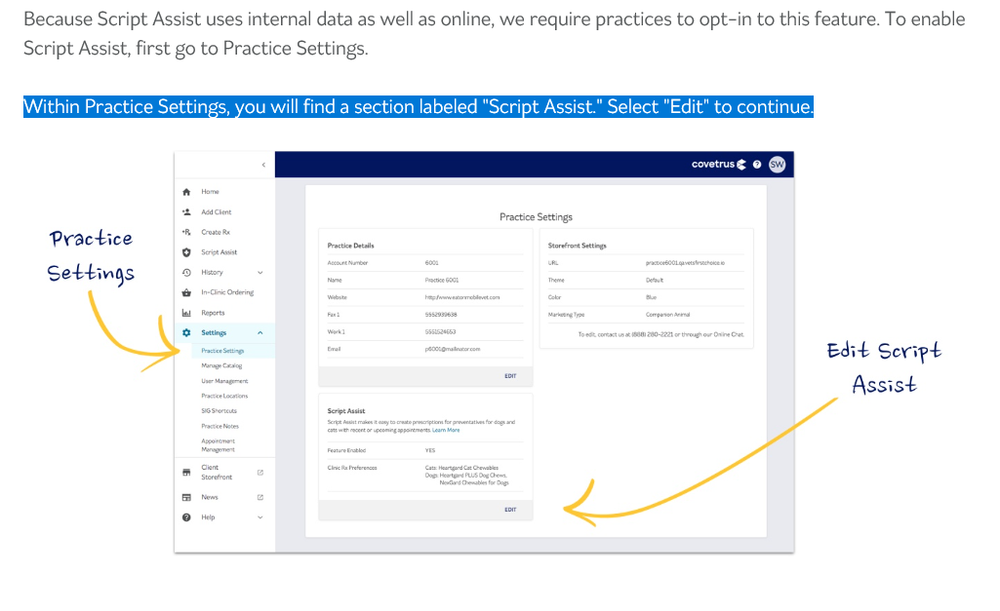 Because Script Assist uses internal data as well as online, we require practices to opt-in to this feature. To enable
Script Assist, first go to Practice Settings.
Within Practice Settings, you will find a section labeled "Script Assist." Select "Edit" to continue.
covetrus
?
SW
Practice
Settings
Home
Add Client
Create Rx
Script Assist
History
In-Clinic Ordering
Reports
Settings
Practice Settings
Manage Catalog
User Management
Practice Locations
SIG Shortcuts
Practice Notes
Appointment
Management
Client
Storefront
News
Help
Practice Settings
Practice Details
Account Number 6001
Name Practice 6001
Website http://www.eatonmobilevet.com
Fax 1 5552939638
Work 1 5551524653
Email p6001@mailinator.com
EDIT
Storefront Settings
URL practice6001.qa.vetsfirstchoice.io
Theme Default
Color Blue
Marketing Type Companion Animal
To edit, contact us at (888) 280-2221 or through our Online Chat.
Script Assist
Script Assist makes it easy to create prescriptions for preventatives for dogs and
cats with recent or upcoming appointments. Learn More
Feature Enabled YES
Clinic Rx Preferences Cats: Heartgard Cat Chewables
Dogs: Heartgard PLUS Dog Chews,
NexGard Chewables for Dogs
EDIT
Edit Script
Assist